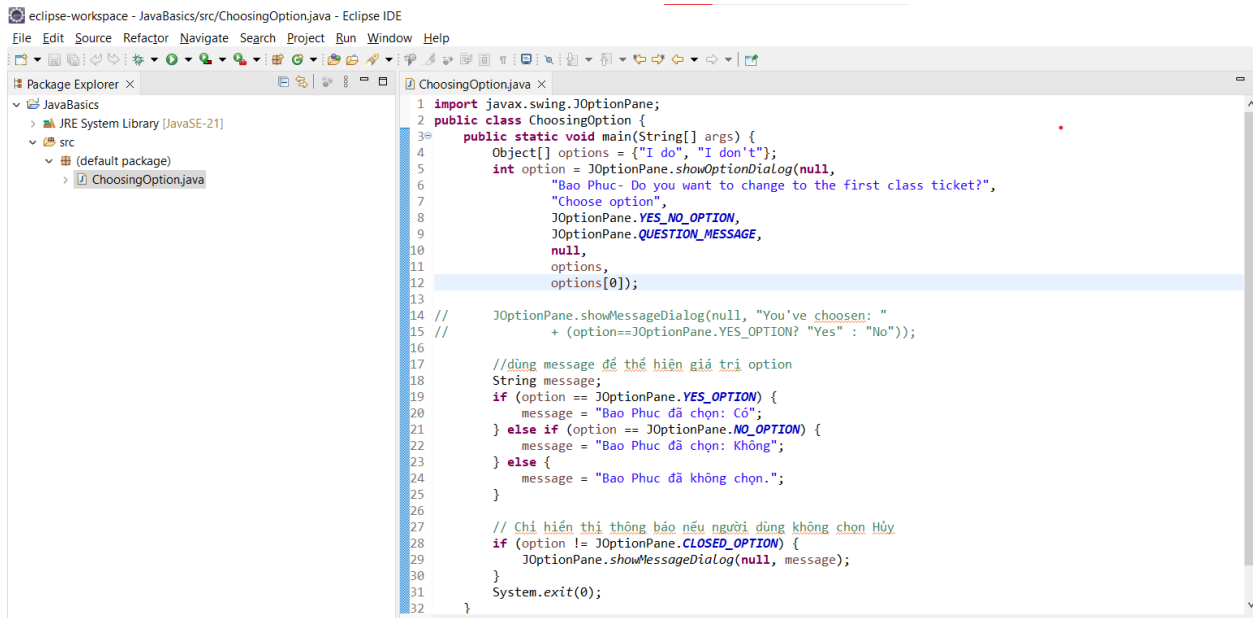 eclipse-workspace - JavaBasics/src/ChoosingOption.java - Eclipse IDE
File Edit Source Refactor Navigate Search Project Run Window Help
Package Explorer
JavaBasics
JRE System Library [JavaSE-21]
src
(default package)
ChoosingOption.java
ChoosingOption.java
1 import javax.swing.JOptionPane;
2 public class ChoosingOption {
3 public static void main(String[] args) {
4 Object[] options = {"I do", "I don't"};
5 int option = JOptionPane.showOptionDialog(null,
6 "Bao Phuc- Do you want to change to the first class ticket?",
7 "Choose option",
8 JOptionPane.YES_NO_OPTION,
9 JOptionPane.QUESTION_MESSAGE,
10 null,
11 options,
12 options[0]);
13
14 // JOptionPane.showMessageDialog(null, "You've choosen: "
15 // + (option==JOptionPane.YES_OPTION? "Yes" : "No"));
16
17 //dùng message để thể hiện giá trị option
18 String message;
19 if (option == JOptionPane.YES_OPTION) {
20 message = "Bao Phuc đã chọn: Có";
21 } else if (option == JOptionPane.NO_OPTION) {
22 message = "Bao Phuc đã chọn: Không";
23 } else {
24 message = "Bao Phuc đã không chọn.";
25 }
26
27 // Chỉ hiển thị thông báo nếu người dùng không chọn Hủy
28 if (option != JOptionPane.CLOSED_OPTION) {
29 JOptionPane.showMessageDialog(null, message);
30 }
31 System.exit(0);
32 }